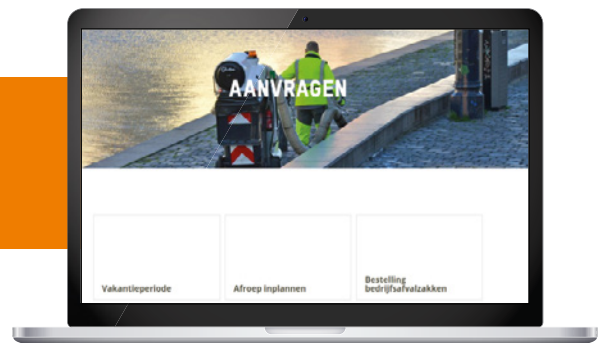 AANVRAGEN
Vakantieperiode
Afroep inplannen
Bestelling
bedrijfsafvalzakken